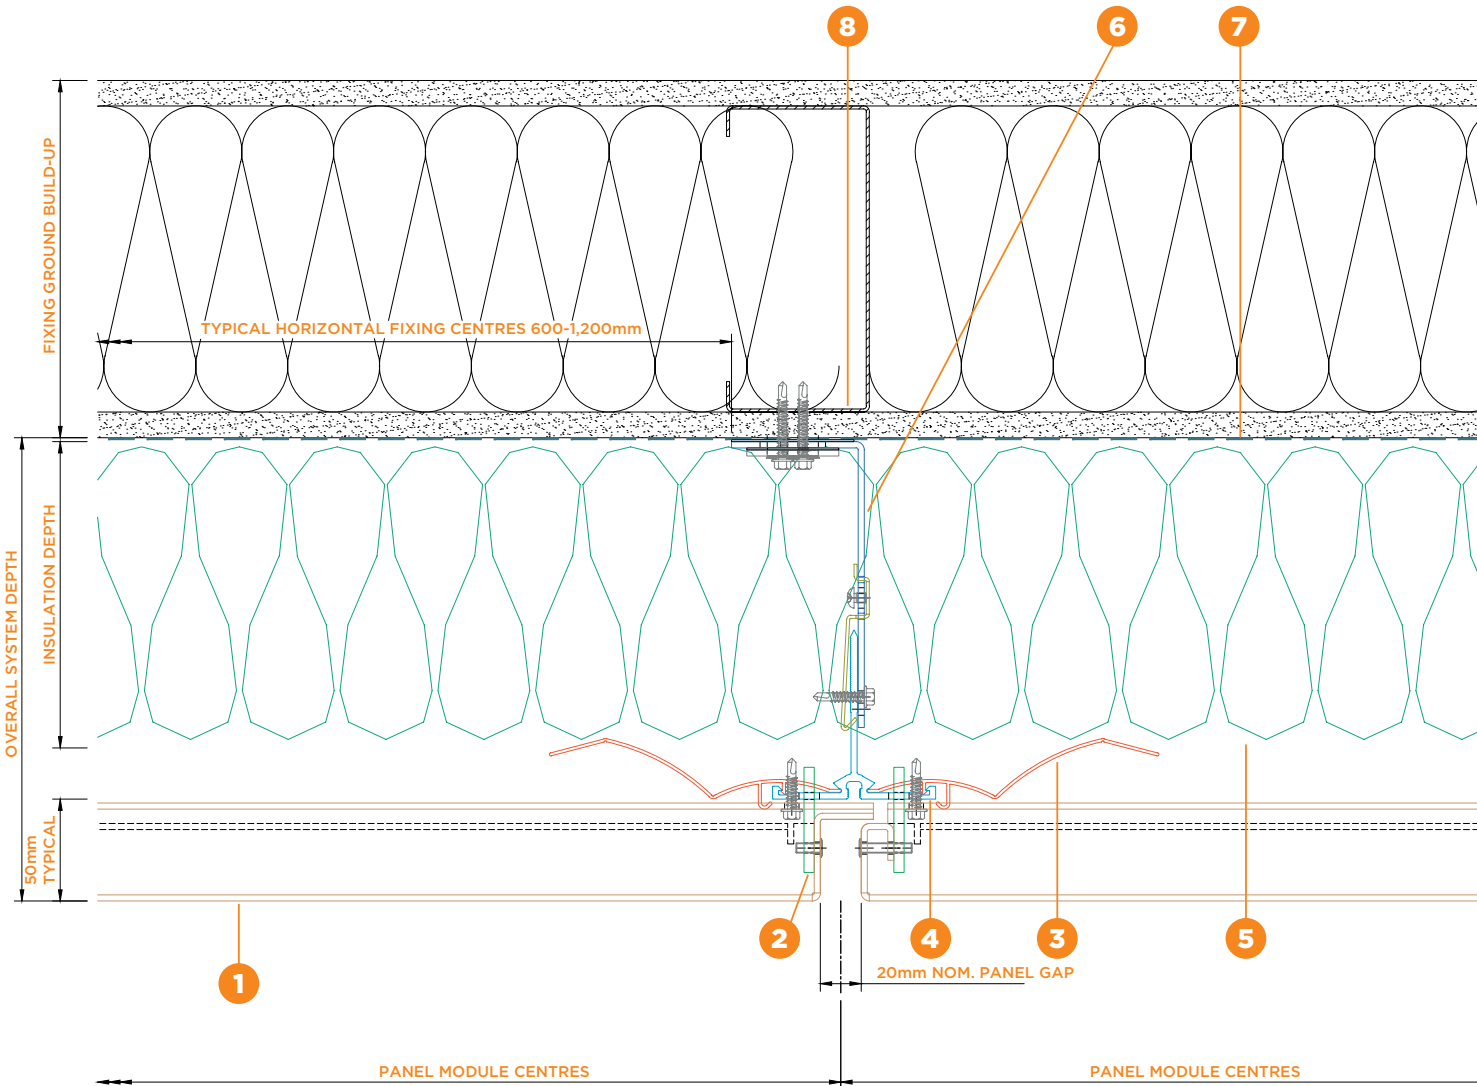 8
6
7
FIXING GROUND BUILD-UP
TYPICAL HORIZONTAL FIXING CENTRES 600-1,200mm
OVERALL SYSTEM DEPTH
INSULATION DEPTH
50mm
TYPICAL
1
2
4
3
5
20mm NOM. PANEL GAP
PANEL MODULE CENTRES
PANEL MODULE CENTRES